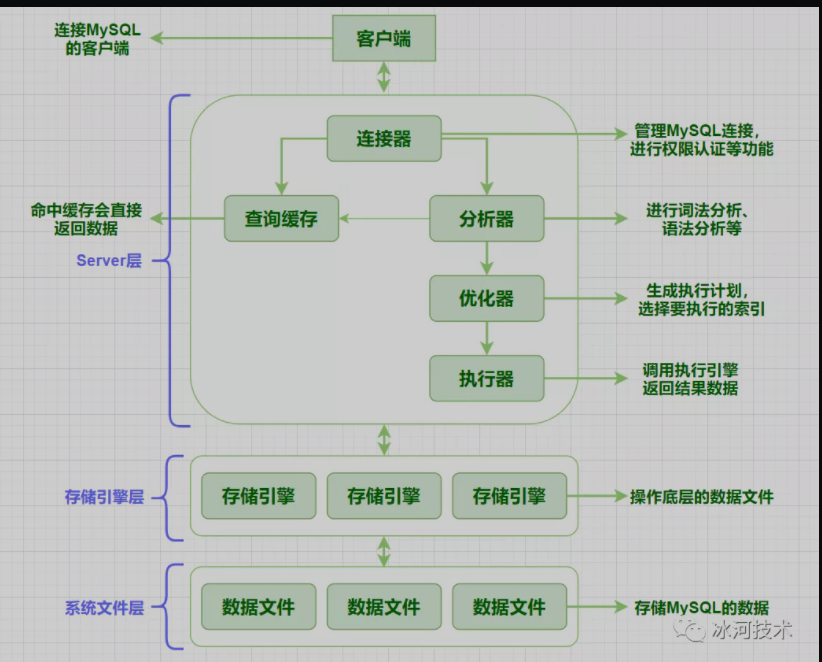 连接MySQL
的客户端
客户端
连接器
管理MySQL连接，
进行权限认证等功能
命中缓存会直接
返回数据
查询缓存
分析器
进行词法分析、
语法分析等
Server层
优化器
生成执行计划，
选择要执行的索引
执行器
调用执行引擎
返回结果数据
存储引擎层
存储引擎
存储引擎
存储引擎
操作底层的数据文件
系统文件层
数据文件
数据文件
数据文件
存储MySQL的数据
冰河技术